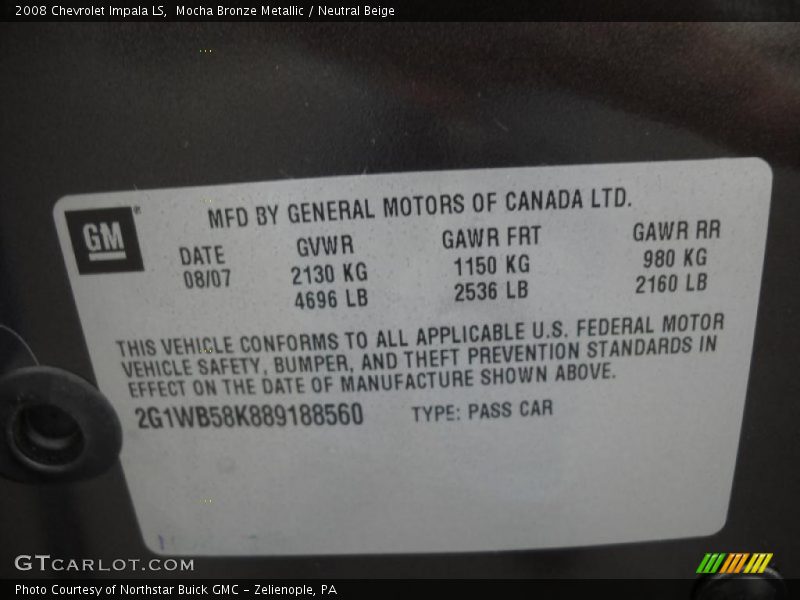 2008 Chevrolet Impala LS,  Mocha Bronze Metallic / Neutral Beige
GM
MFD BY GENERAL MOTORS OF CANADA LTD.
DATE GVWR GAWR FRT GAWR RR
08/07 2130 KG 1150 KG 980 KG
4696 LB 2536 LB 2160 LB
THIS VEHICLE CONFORMS TO ALL APPLICABLE U.S. FEDERAL MOTOR
VEHICLE SAFETY, BUMPER, AND THEFT PREVENTION STANDARDS IN
EFFECT ON THE DATE OF MANUFACTURE SHOWN ABOVE.
2G1WB58K889188560 TYPE: PASS CAR
GTCARLOT.COM
Photo Courtesy of Northstar Buick GMC - Zelienople, PA